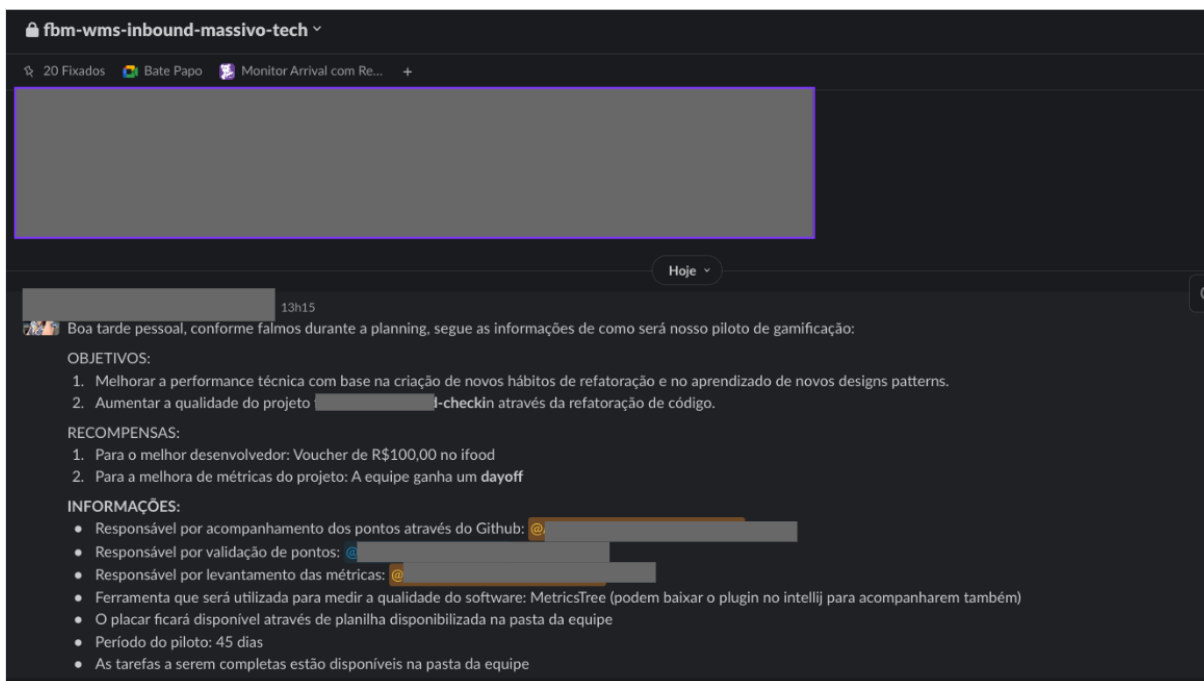 fbm-wms-inbound-massivo-tech
20 Fixados Bate Papo Monitor Arrival com Re... +
Hoje
13h15
Boa tarde pessoal, conforme falmos durante a planning, segue as informações de como será nosso piloto de gamificação:
OBJETIVOS:
1. Melhorar a performance técnica com base na criação de novos hábitos de refatoração e no aprendizado de novos designs patterns.
2. Aumentar a qualidade do projeto l-checkin através da refatoração de código.
RECOMPENSAS:
1. Para o melhor desenvolvedor: Voucher de R$100,00 no ifood
2. Para a melhora de métricas do projeto: A equipe ganha um dayoff
INFORMAÇÕES:
• Responsável por acompanhamento dos pontos através do Github: @
• Responsável por validação de pontos: @
• Responsável por levantamento das métricas: @
• Ferramenta que será utilizada para medir a qualidade do software: MetricsTree (podem baixar o plugin no intellij para acompanharem também)
• O placar ficará disponível através de planilha disponibilizada na pasta da equipe
• Período do piloto: 45 dias
• As tarefas a serem completas estão disponíveis na pasta da equipe